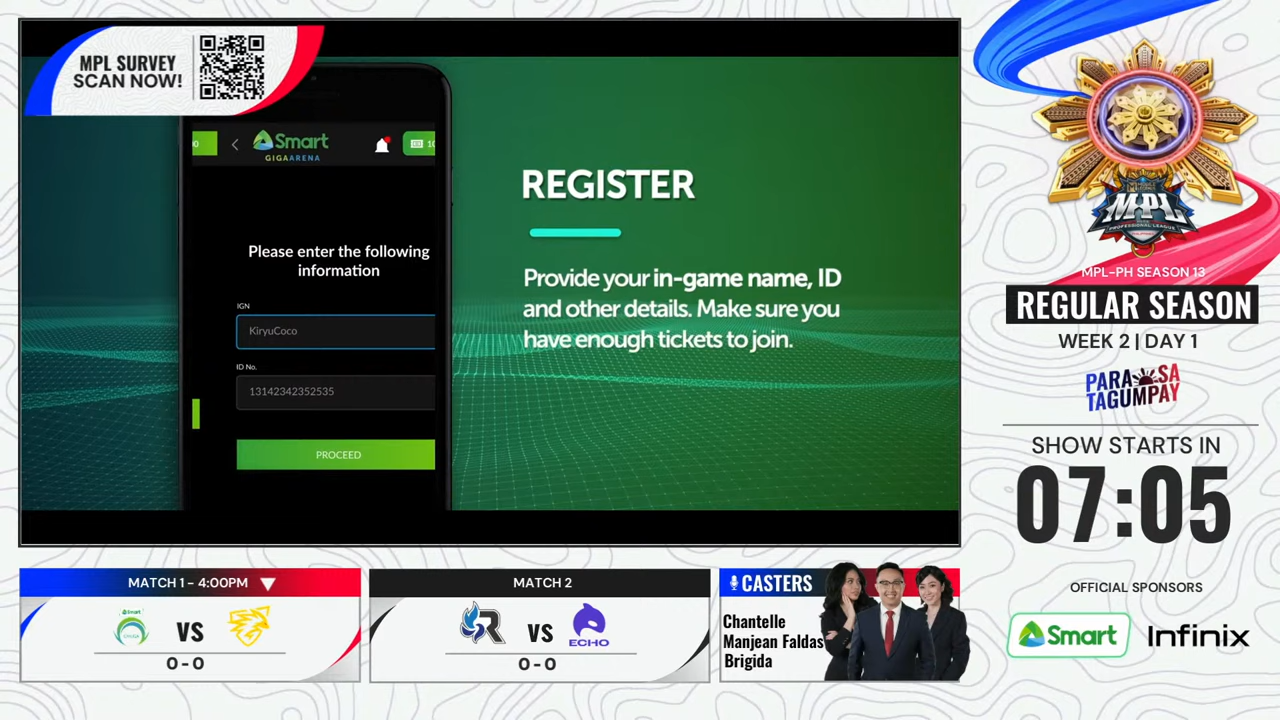 MPL SURVEY
SCAN NOW!
Smart
GIGAARENA
10
Please enter the following
information
IGN
KiryuCoco
ID No.
13142342352535
PROCEED
REGISTER
Provide your in-game name, ID
and other details. Make sure you
have enough tickets to join.
MPL
PROFESSIONAL LEAGUE
MPL-PH SEASON 13
REGULAR SEASON
WEEK 2 | DAY 1
PARA SA
TAGUMPAY
SHOW STARTS IN
07:05
OFFICIAL SPONSORS
Smart
Infinix
MATCH 1 - 4:00PM
Smart
VS
0 - 0
MATCH 2
VS
ECHO
0 - 0
CASTERS
Chantelle
Manjean Faldas
Brigida